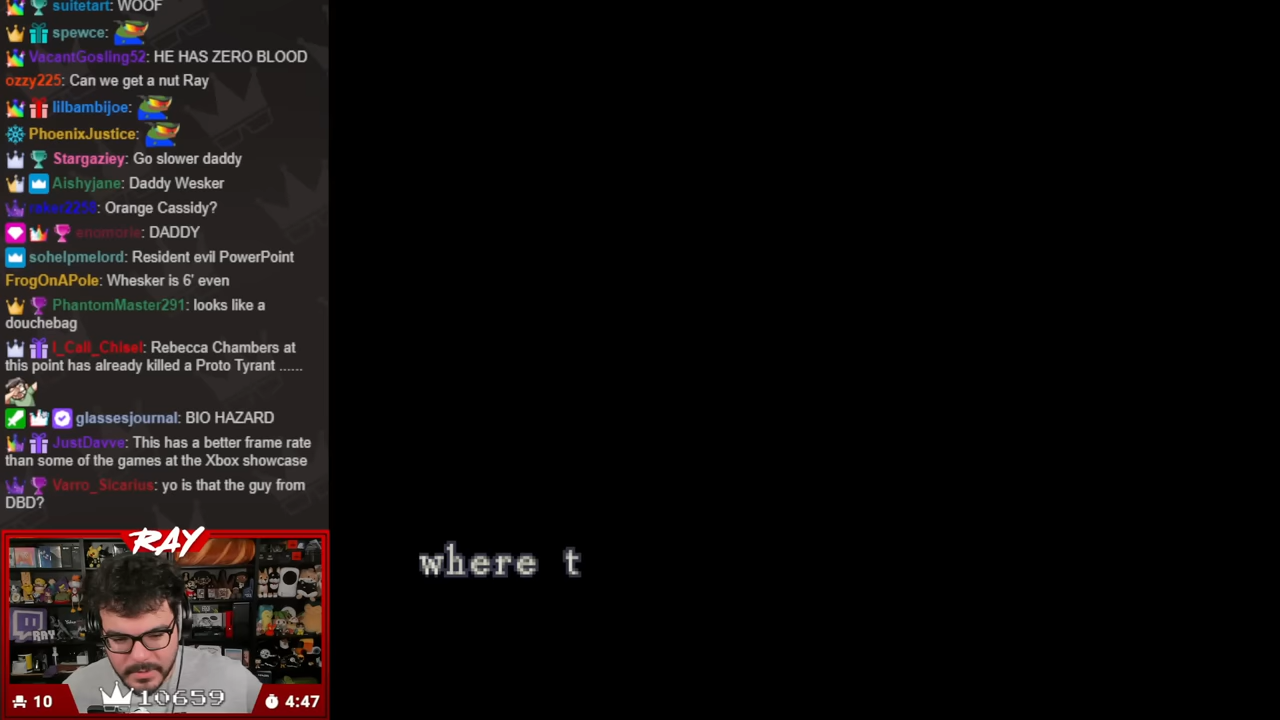 suitetart: WOOF
spewce:
VacantGosling52: HE HAS ZERO BLOOD
ozzy225: Can we get a nut Ray
lilbambijoe:
PhoenixJustice:
Stargaziey: Go slower daddy
Aishyjane: Daddy Wesker
raker2255: Orange Cassidy?
enomorie: DADDY
sohelpmelord: Resident evil PowerPoint
FrogOnAPole: Whesker is 6' even
PhantomMaster291: looks like a
douchebag
I_Call_Chisel: Rebecca Chambers at
this point has already killed a Proto Tyrant ......
glassesjournal: BIO HAZARD
JustDavve: This has a better frame rate
than some of the games at the Xbox showcase
Varro_Sicarius: yo is that the guy from
DBD?
RAY
RAY
10
10659
4:47
where t